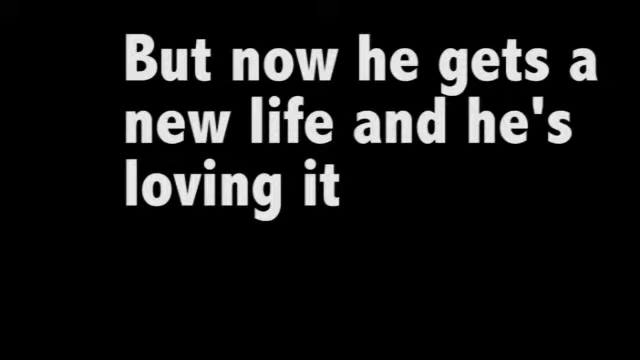 But now he gets a
new life and he's
loving it